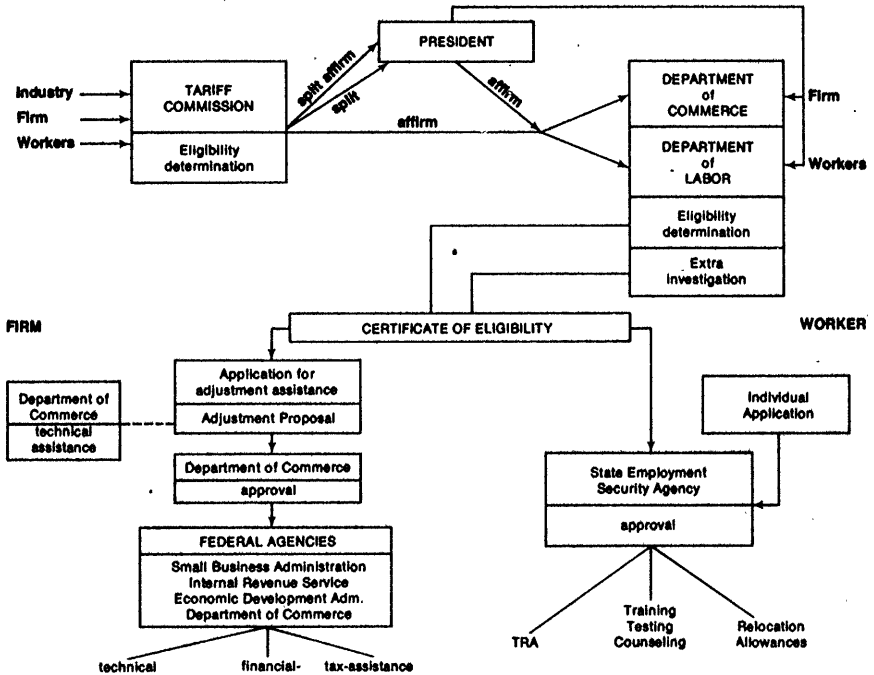 PRESIDENT
Industry
Firm
Workers
TARIFF
COMMISSION
Eligibility
determination
split affirm
split
affirm
affirm
DEPARTMENT
of
COMMERCE
DEPARTMENT
of
LABOR
Eligibility
determination
Extra
investigation
Firm
Workers
CERTIFICATE OF ELIGIBILITY
FIRM
WORKER
Application for
adjustment assistance
Adjustment Proposal
Department of
Commerce
technical
assistance
Department of Commerce
approval
FEDERAL AGENCIES
Small Business Administration
Internal Revenue Service
Economic Development Adm.
Department of Commerce
technical
financial-
tax-assistance
Individual
Application
State Employment
Security Agency
approval
TRA
Training
Testing
Counseling
Relocation
Allowances